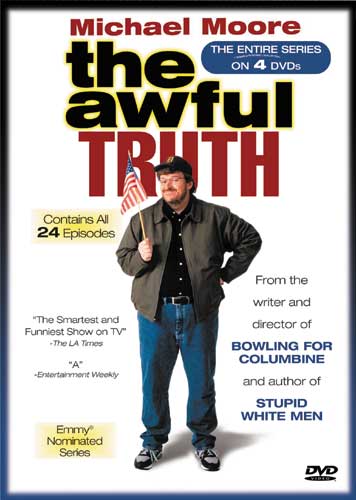 Michael Moore
THE ENTIRE SERIES
ON 4 DVDs
the
awful
TRUTH
Contains All
24 Episodes
From the
writer and
director of
BOWLING FOR
COLUMBINE
and author of
STUPID
WHITE MEN
"The Smartest and
Funniest Show on TV"
-The LA Times
"A"
-Entertainment Weekly
Emmy®
Nominated
Series
DVD
VIDEO